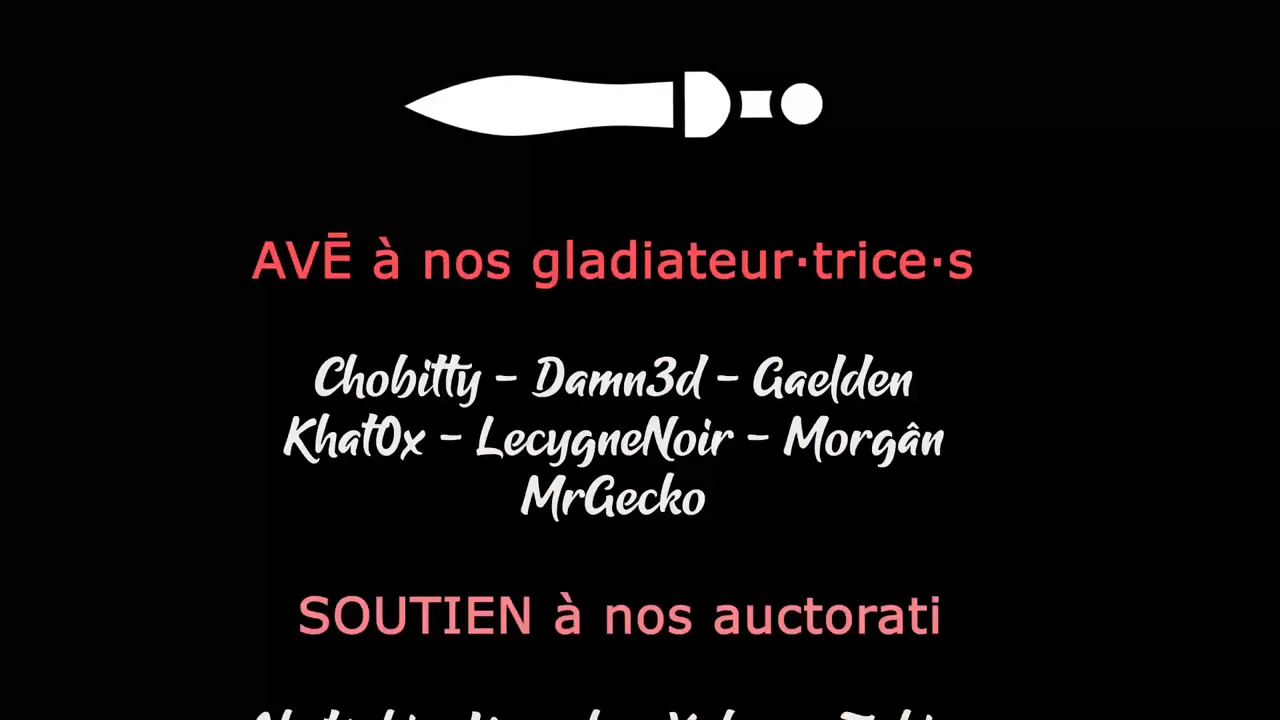 AVĒ à nos gladiateur·trice·s
Chobitty - Damn3d - Gaelden
Khat0x - LecygneNoir - Morgân
MrGecko
SOUTIEN à nos auctorati